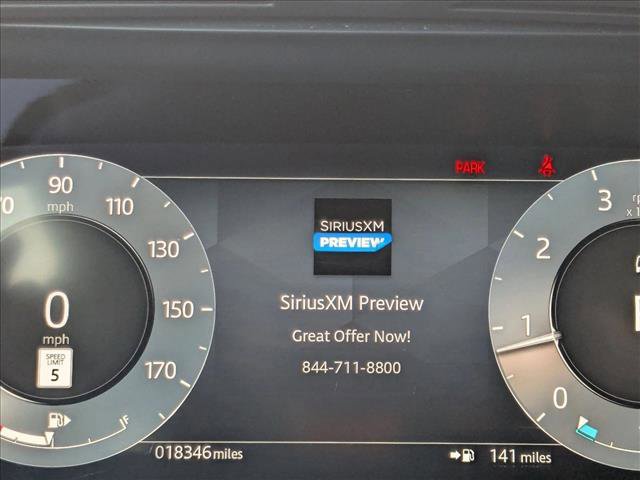 PARK
70 90 110 130 150 170
mph
0
mph
SPEED
LIMIT
5
F
SIRIUSXM
PREVIEW
SiriusXM Preview
Great Offer Now!
844-711-8800
3
2
1
0
018346 miles
141 miles